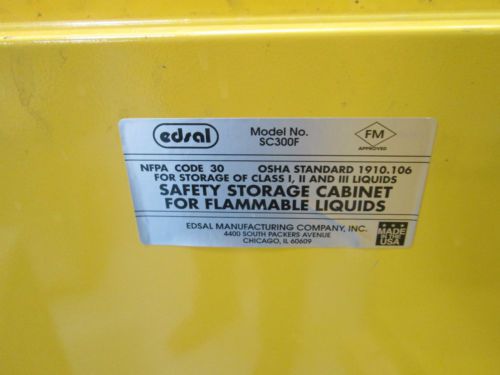 edsal
Model No.
SC300F
FM
APPROVED
NFPA CODE 30 OSHA STANDARD 1910.106
FOR STORAGE OF CLASS I, II AND III LIQUIDS
SAFETY STORAGE CABINET
FOR FLAMMABLE LIQUIDS
EDSAL MANUFACTURING COMPANY, INC.
4400 SOUTH PACKERS AVENUE
CHICAGO, IL 60609
MADE
IN THE
USA